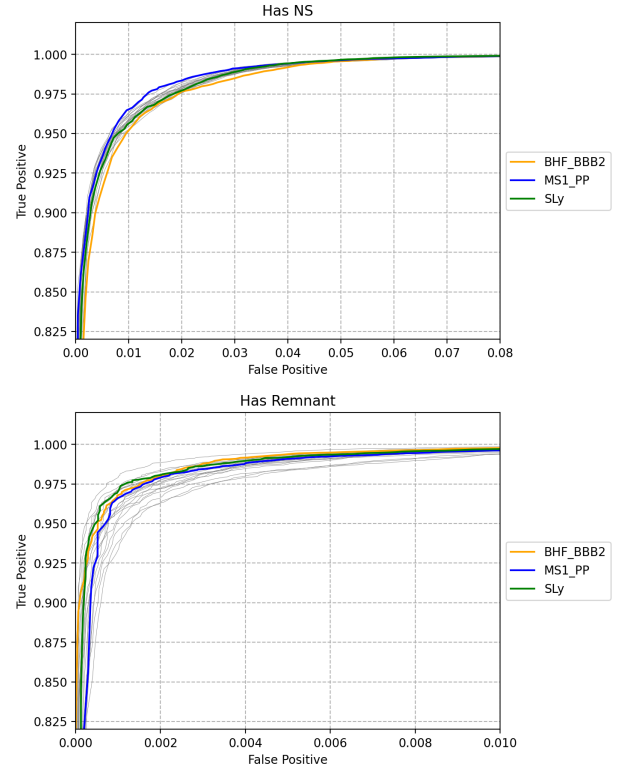 Has NS
1.000
0.975
0.950
0.925
0.900
0.875
0.850
0.825
True Positive
0.00 0.01 0.02 0.03 0.04 0.05 0.06 0.07 0.08
False Positive
BHF_BBB2
MS1_PP
SLy
Has Remnant
1.000
0.975
0.950
0.925
0.900
0.875
0.850
0.825
True Positive
0.000 0.002 0.004 0.006 0.008 0.010
False Positive
BHF_BBB2
MS1_PP
SLy